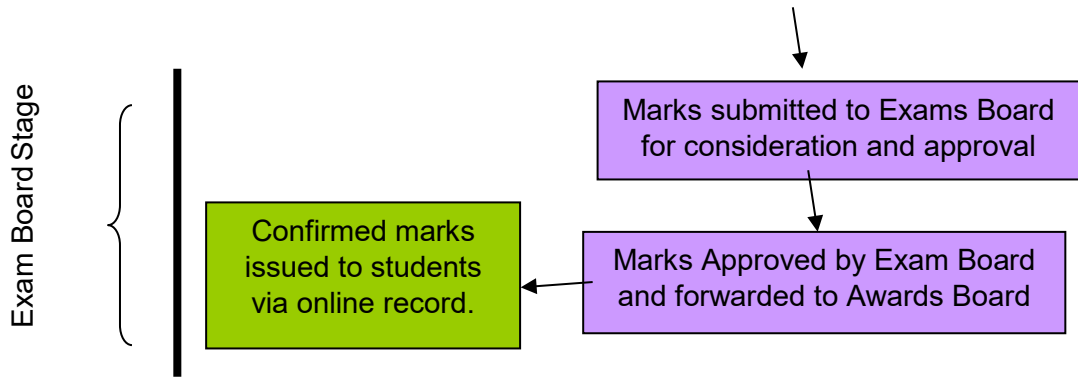 Exam Board Stage
Marks submitted to Exams Board
for consideration and approval
Confirmed marks
issued to students
via online record.
Marks Approved by Exam Board
and forwarded to Awards Board